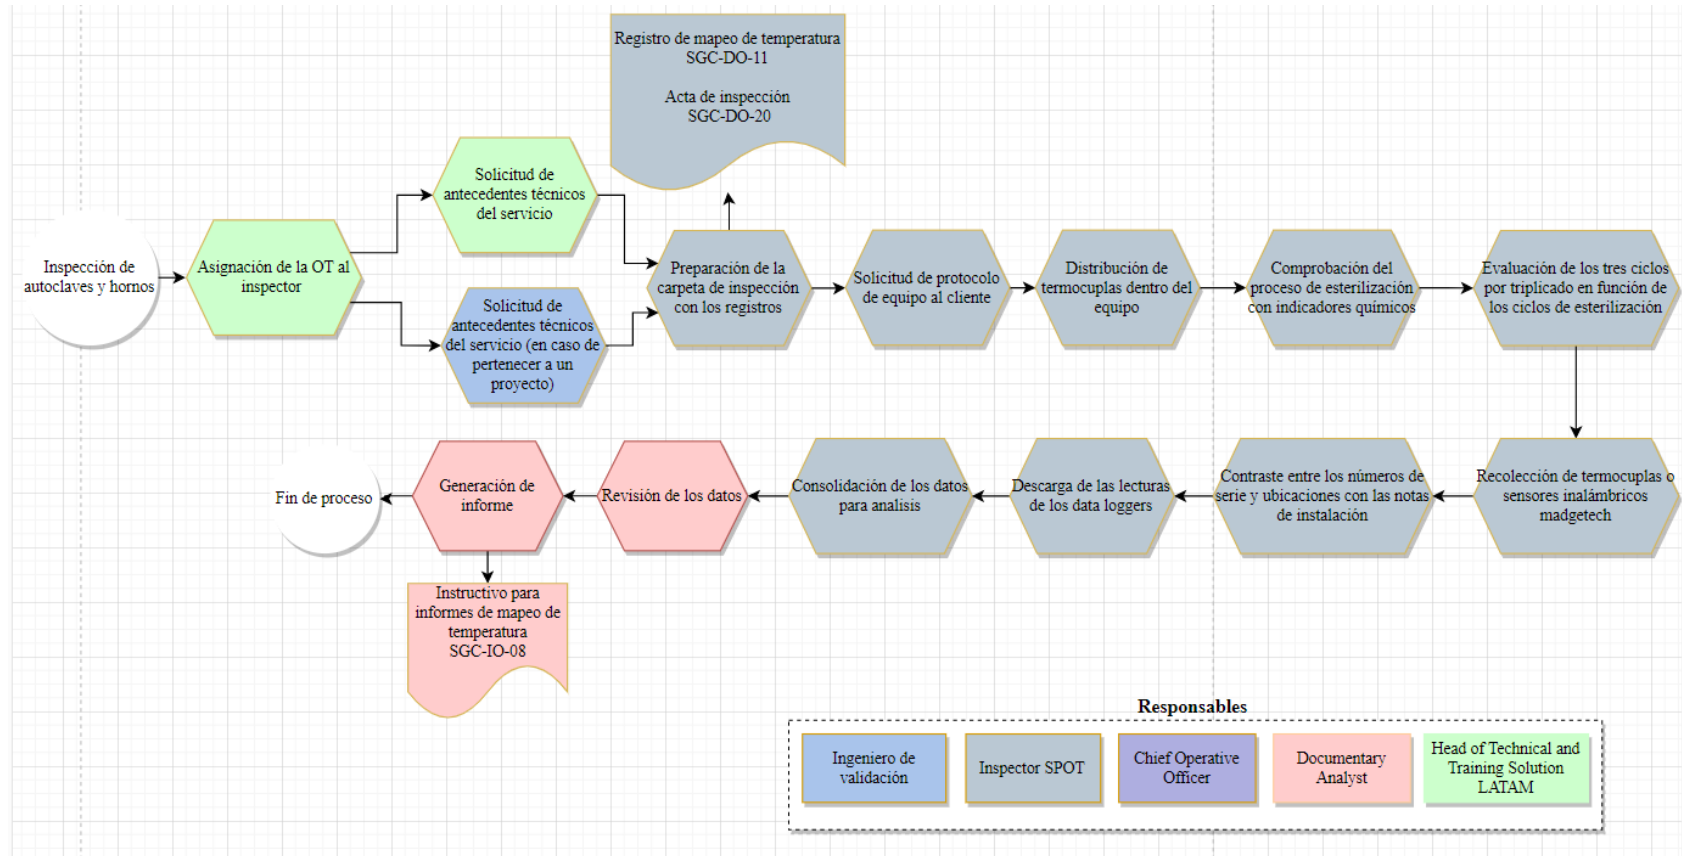 Registro de mapeo de temperatura
SGC-DO-11
Acta de inspección
SGC-DO-20
Inspección de
autoclaves y hornos
Asignación de la OT al
inspector
Solicitud de
antecedentes técnicos
del servicio
Solicitud de
antecedentes técnicos
del servicio (en caso de
pertenecer a un
proyecto)
Preparación de la
carpeta de inspección
con los registros
Solicitud de protocolo
de equipo al cliente
Distribución de
termocuplas dentro del
equipo
Comprobación del
proceso de esterilización
con indicadores químicos
Evaluación de los tres ciclos
por triplicado en función de
los ciclos de esterilización
Recolección de termocuplas o
sensores inalámbricos
madgetech
Contraste entre los números de
serie y ubicaciones con las notas
de instalación
Descarga de las lecturas
de los data loggers
Consolidación de los datos
para analisis
Revisión de los datos
Generación de
informe
Fin de proceso
Instructivo para
informes de mapeo de
temperatura
SGC-IO-08
Responsables
Ingeniero de
validación
Inspector SPOT
Chief Operative
Officer
Documentary
Analyst
Head of Technical and
Training Solution
LATAM